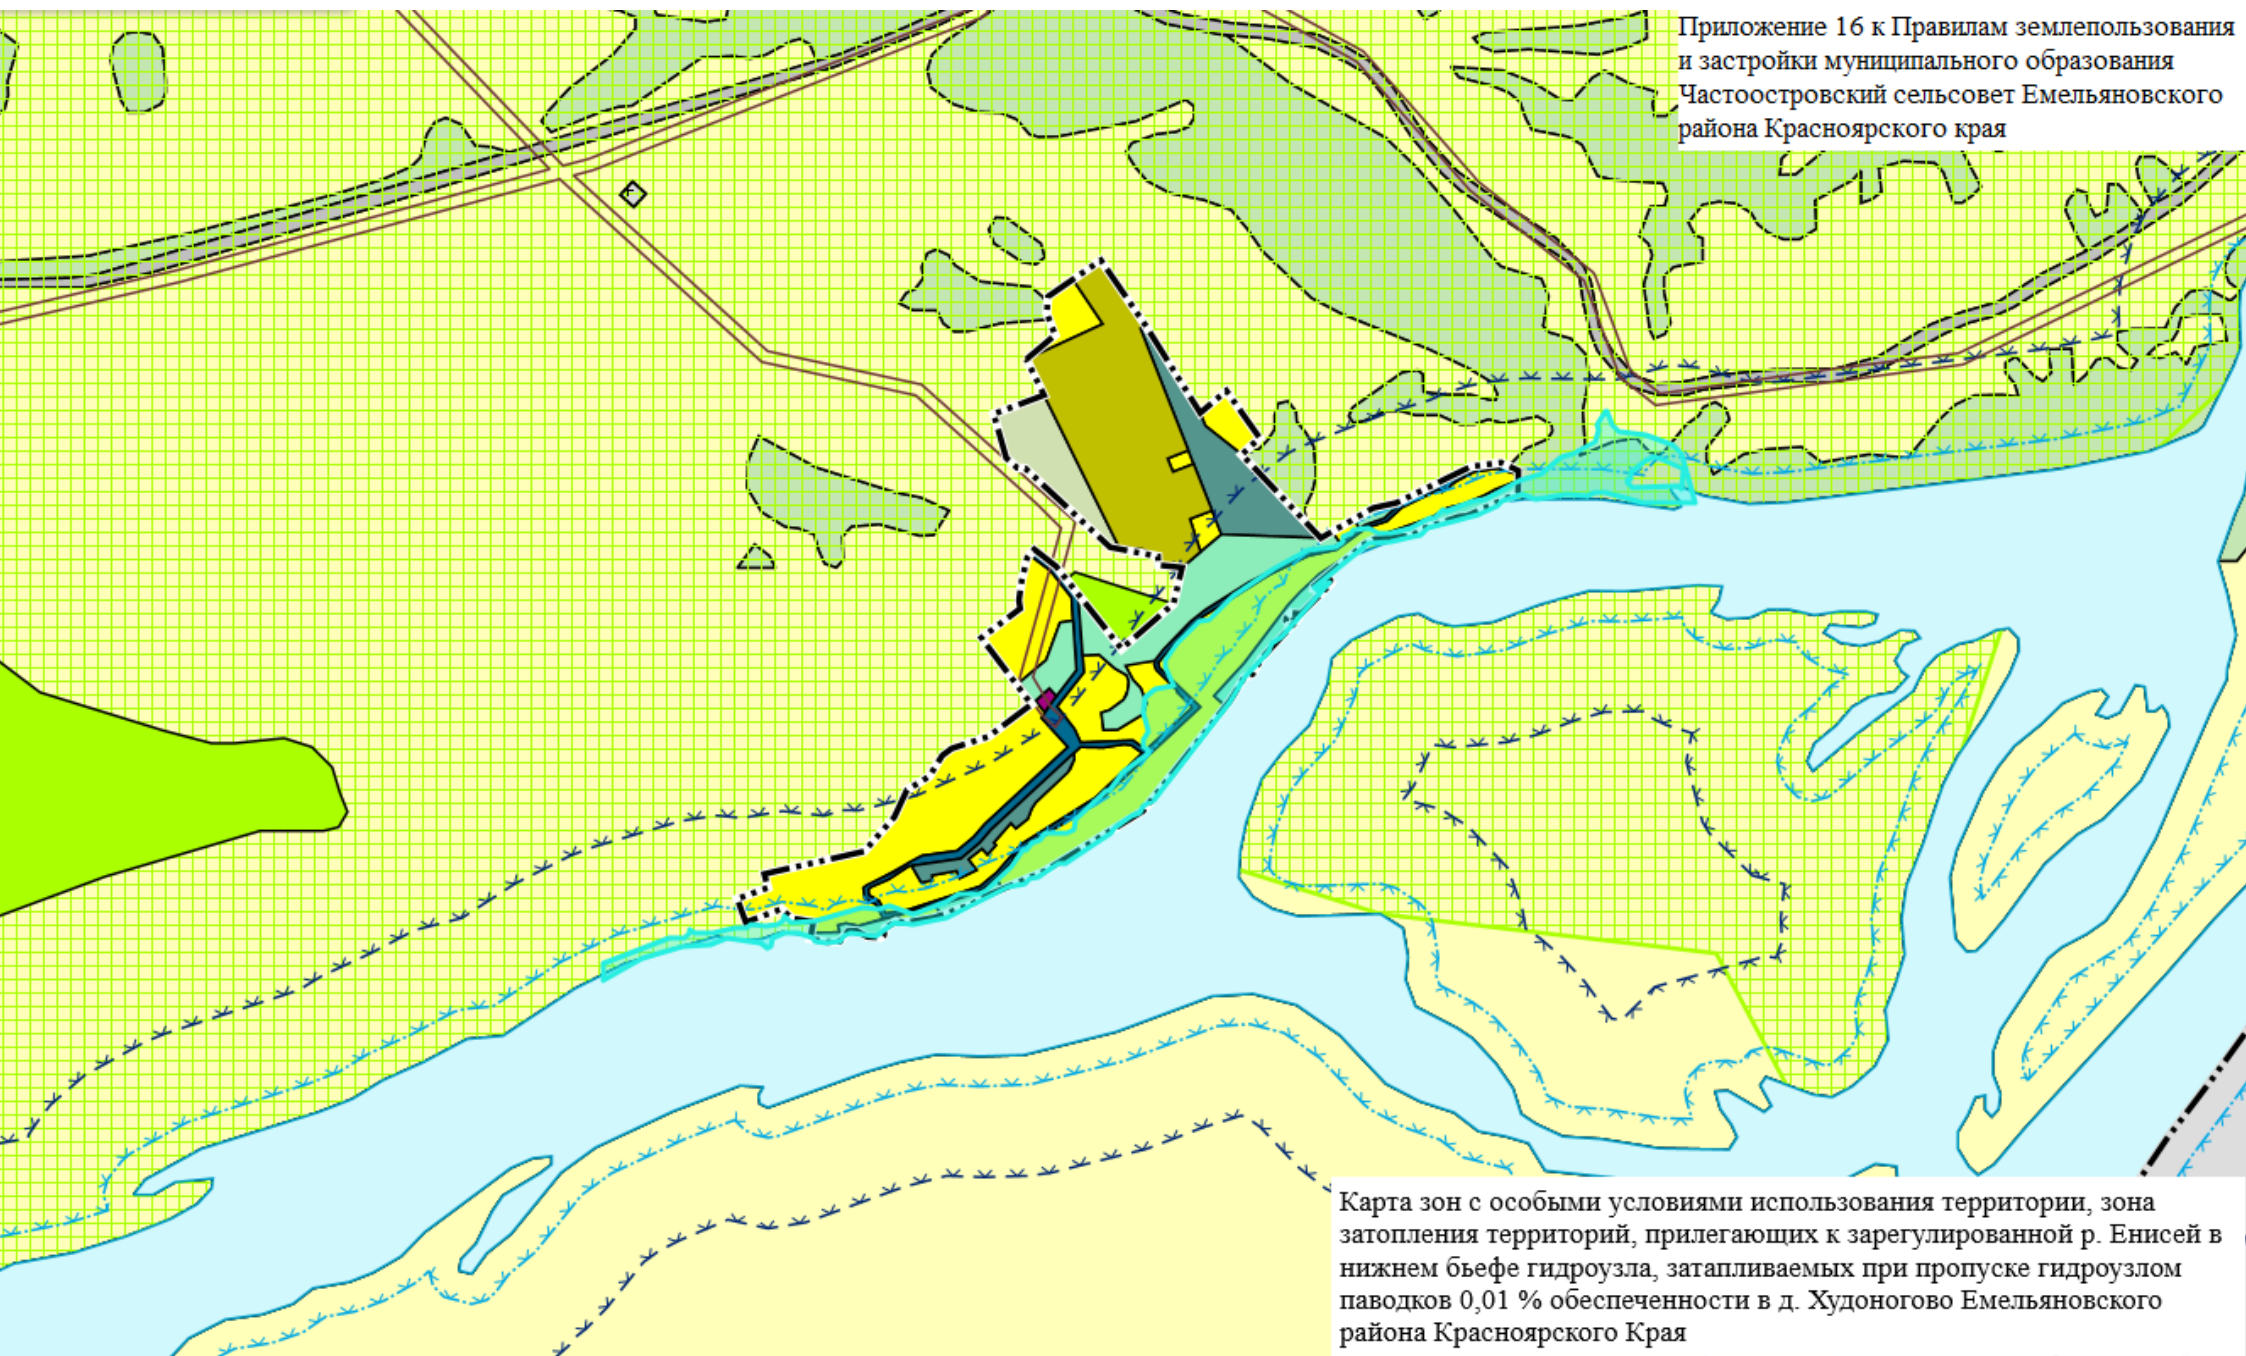 Приложение 16 к Правилам землепользования
и застройки муниципального образования
Частоостровский сельсовет Емельяновского
района Красноярского края
Карта зон с особыми условиями использования территории, зона
затопления территорий, прилегающих к зарегулированной р. Енисей в
нижнем бьефе гидроузла, затапливаемых при пропуске гидроузлом
паводков 0,01 % обеспеченности в д. Худоногово Емельяновского
района Красноярского Края